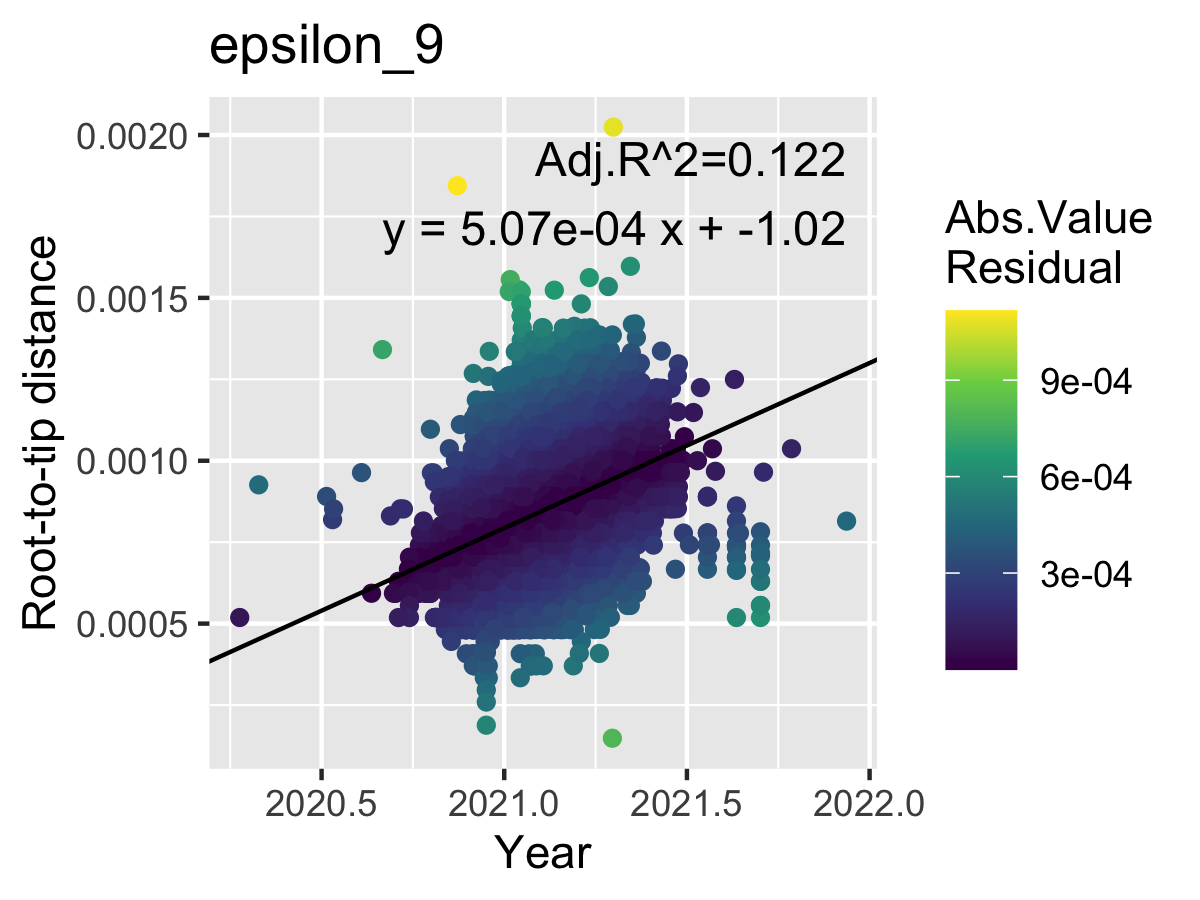 epsilon_9
0.0020
0.0015
0.0010
0.0005
Root-to-tip distance
Adj.R^2=0.122
y = 5.07e-04 x + -1.02
2020.5
2021.0
2021.5
2022.0
Year
Abs.Value
Residual
9e-04
6e-04
3e-04